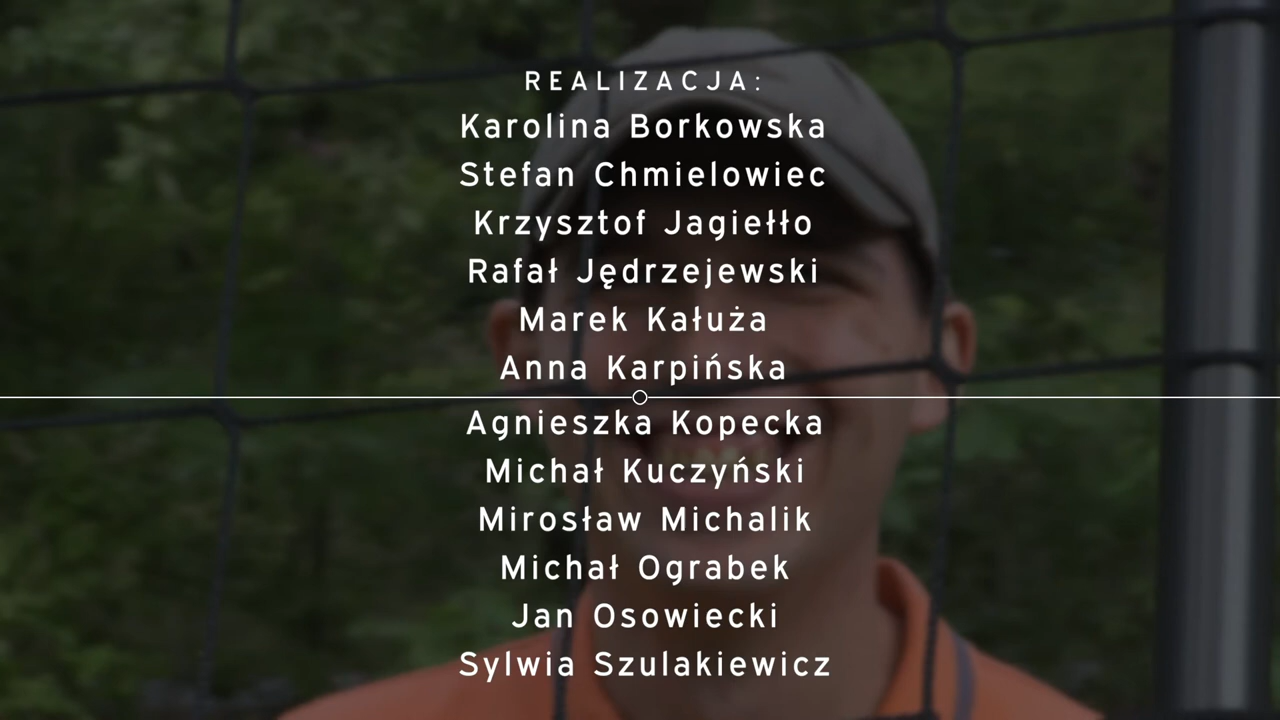 REALIZACJA:
Karolina Borkowska
Stefan Chmielowiec
Krzysztof Jagiełło
Rafał Jędrzejewski
Marek Kałuża
Anna Karpińska
Agnieszka Kopecka
Michał Kuczyński
Mirosław Michalik
Michał Ograbek
Jan Osowiecki
Sylwia Szulakiewicz